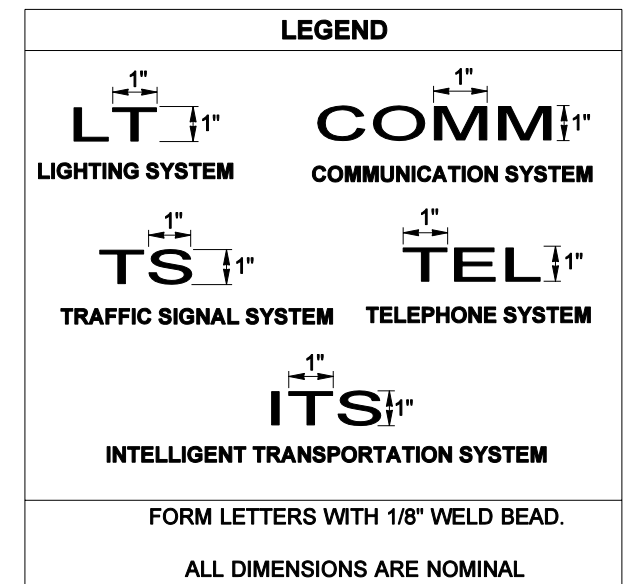 LEGEND
1" 1"
LT 1" COMM 1"
LIGHTING SYSTEM COMMUNICATION SYSTEM
1" 1"
TS 1" TEL 1"
TRAFFIC SIGNAL SYSTEM TELEPHONE SYSTEM
1"
ITS 1"
INTELLIGENT TRANSPORTATION SYSTEM
FORM LETTERS WITH 1/8" WELD BEAD.
ALL DIMENSIONS ARE NOMINAL